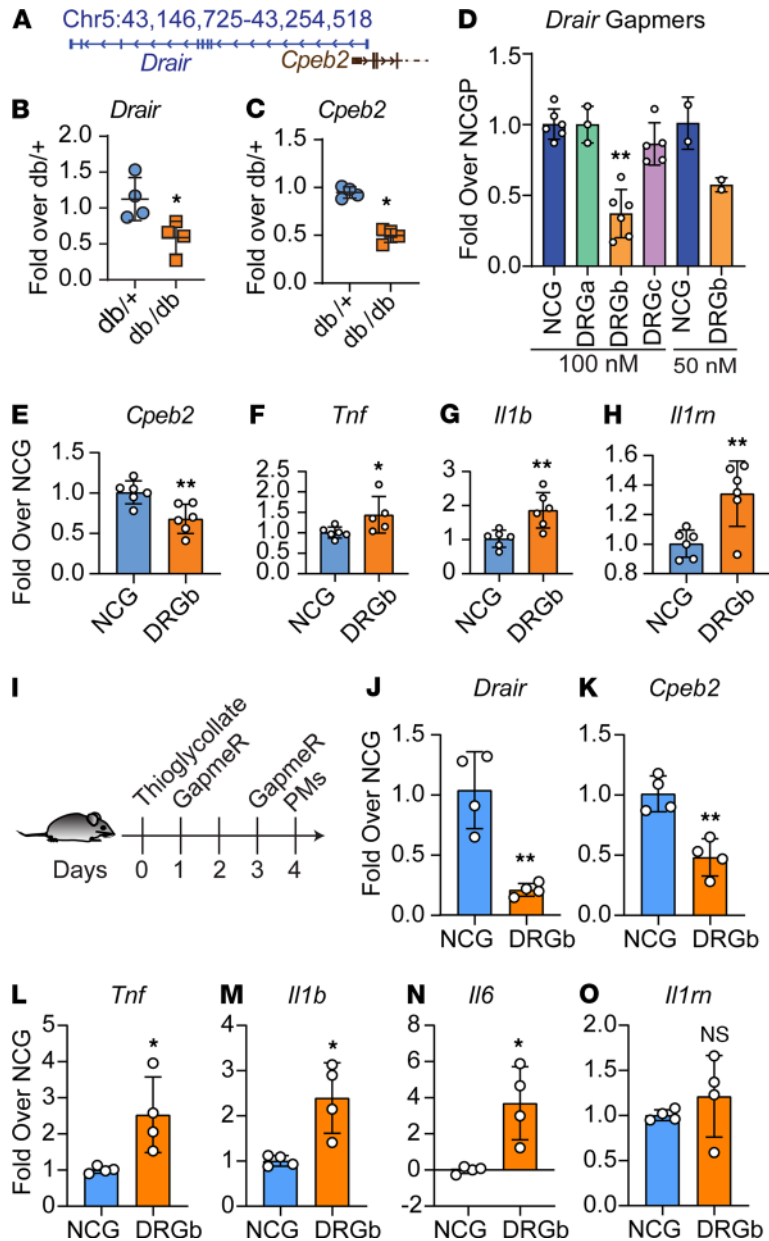 A
Chr5:43,146,725-43,254,518
Drair
Cpeb2
B
Drair
Fold over db/+
2.0
1.5
1.0
0.5
0.0
*
db/+
db/db
C
Cpeb2
Fold over db/+
1.5
1.0
0.5
0.0
*
db/+
db/db
D
Drair Gapmers
Fold Over NCGP
1.5
1.0
0.5
0.0
**
NCG
DRGa
DRGb
DRGc
NCG
DRGb
100 nM
50 nM
E
Cpeb2
Fold Over NCG
1.5
1.0
0.5
0.0
**
NCG
DRGb
F
Tnf
2.5
2.0
1.5
1.0
0.5
0.0
*
NCG
DRGb
G
Il1b
3
2
1
0
**
NCG
DRGb
H
Il1rn
1.6
1.4
1.2
1.0
0.8
**
NCG
DRGb
I
Thioglycollate
GapmeR
GapmeR
PMs
Days
0
1
2
3
4
J
Drair
Fold Over NCG
1.5
1.0
0.5
0.0
**
NCG
DRGb
K
Cpeb2
1.5
1.0
0.5
0.0
**
NCG
DRGb
L
Tnf
Fold Over NCG
5
4
3
2
1
0
*
NCG
DRGb
M
Il1b
4
3
2
1
0
*
NCG
DRGb
N
Il6
8
6
4
2
0
-2
*
NCG
DRGb
O
Il1rn
2.0
1.5
1.0
0.5
0.0
NS
NCG
DRGb